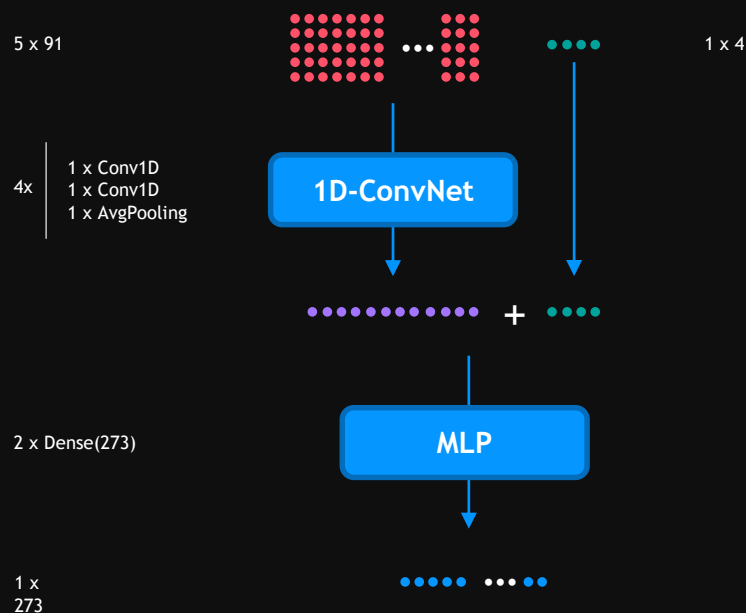 5 x 91
1 x 4
4x
1 x Conv1D
1 x Conv1D
1 x AvgPooling
1D-ConvNet
+
2 x Dense(273)
MLP
1 x
273